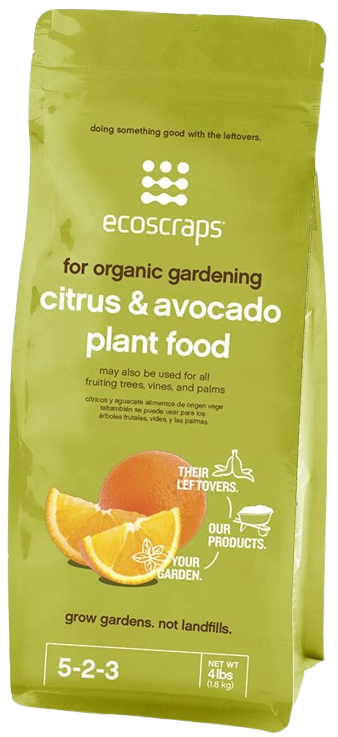 doing something good with the leftovers.
ecoscraps
for organic gardening
citrus & avocado
plant food
may also be used for all
fruiting trees, vines, and palms
cítricos y aguacate alimentos de origen vege
taltambién se puede usar para los
árboles frutales, vides, y las palmas
THEIR
LEFTOVERS.
OUR
PRODUCTS.
YOUR
GARDEN.
grow gardens. not landfills.
5-2-3
NET WT
4lbs
(1.8 kg)